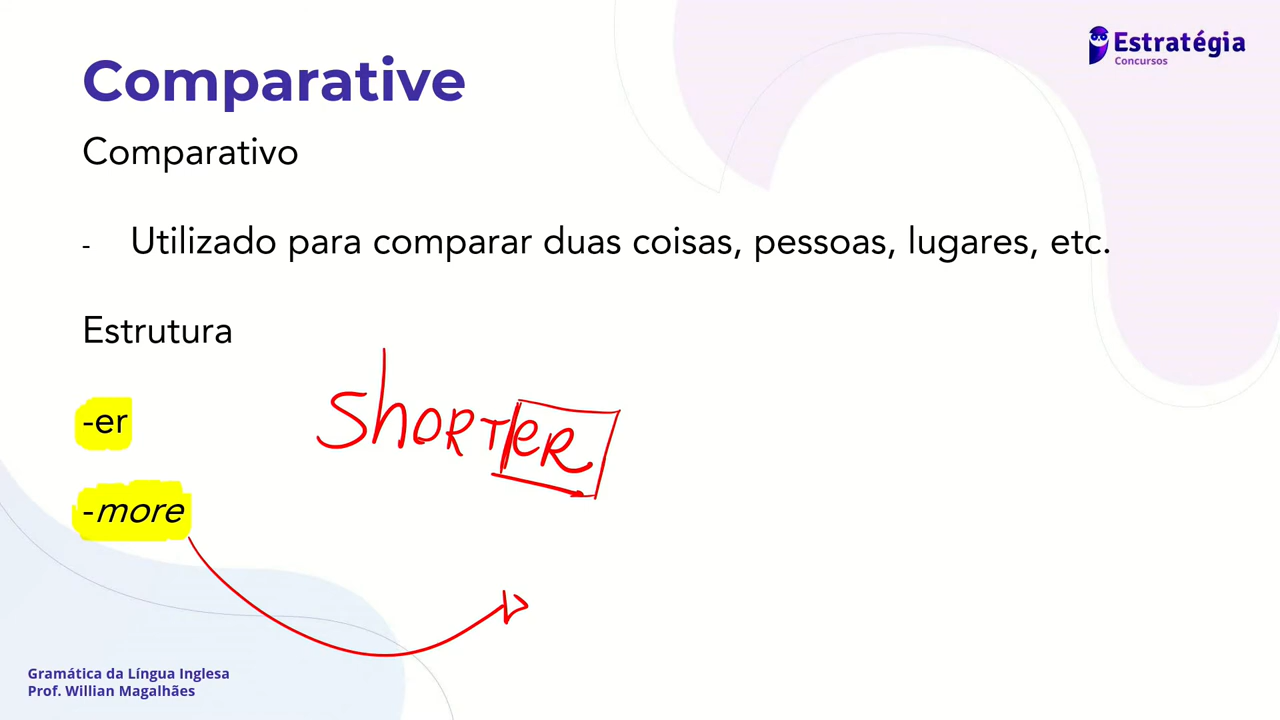 Estratégia
Concursos
Comparative
Comparativo
- Utilizado para comparar duas coisas, pessoas, lugares, etc.
Estrutura
-er
ShORTeR
-more
Gramática da Língua Inglesa
Prof. Willian Magalhães